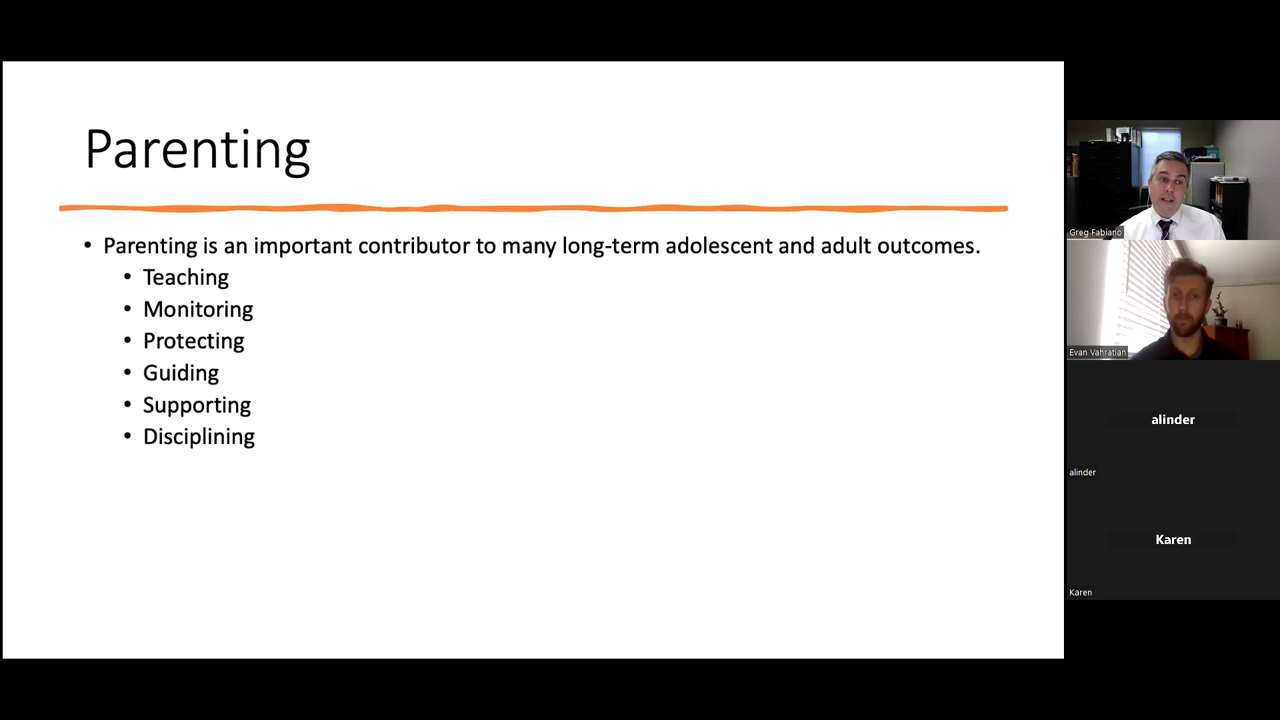 Parenting
• Parenting is an important contributor to many long-term adolescent and adult outcomes.
• Teaching
• Monitoring
• Protecting
• Guiding
• Supporting
• Disciplining
Greg Fabiano
Evan Vahratian
alinder
alinder
Karen
Karen